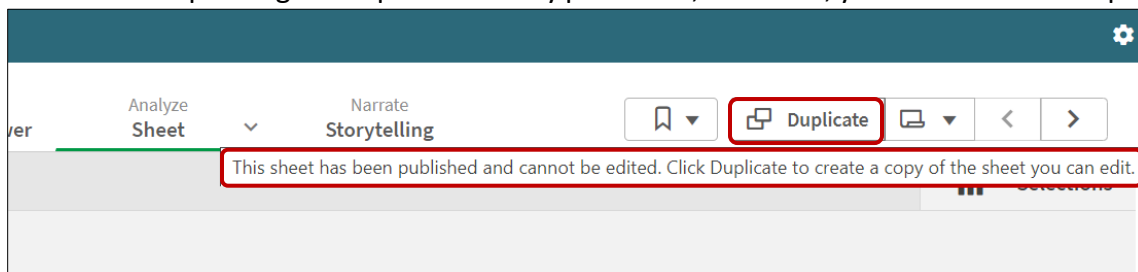 Analyze
Narrate
ver
Sheet
Storytelling
Duplicate
This sheet has been published and cannot be edited. Click Duplicate to create a copy of the sheet you can edit.
Selections